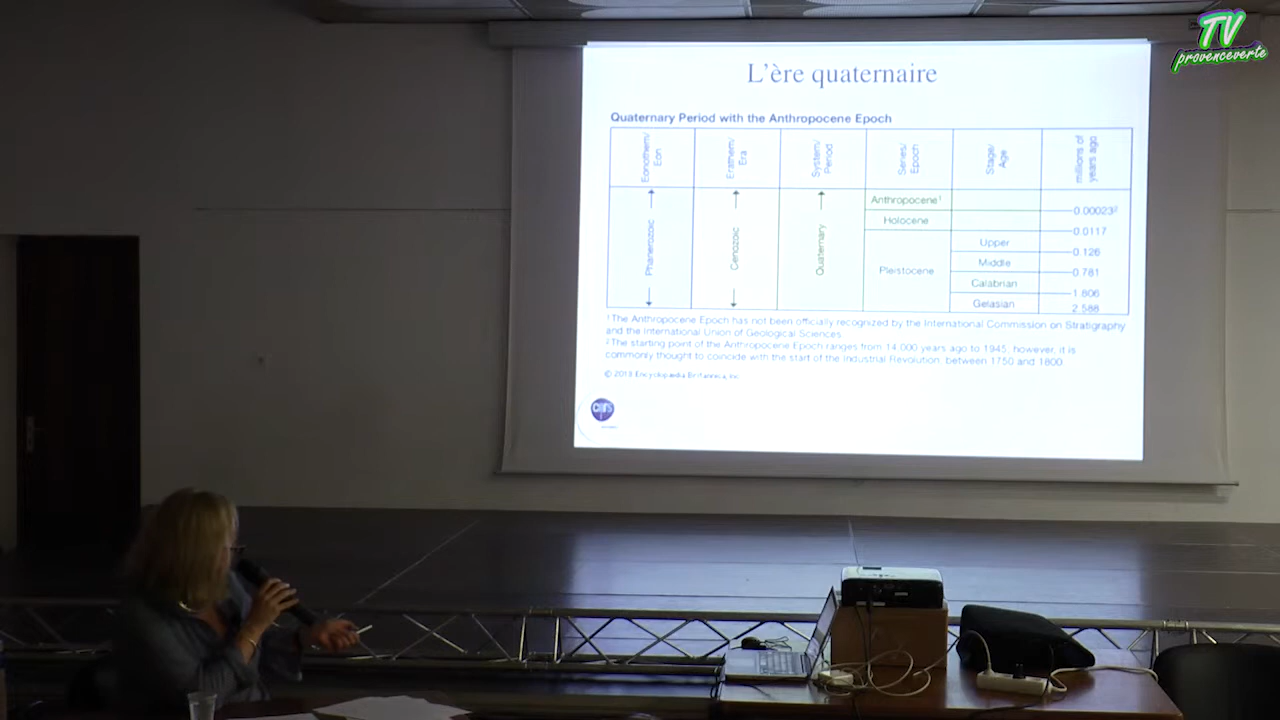 TV
provenceverte
L'ère quaternaire
Quaternary Period with the Anthropocene Epoch
Eonothem/ Eon
Erathem/ Era
System/ Period
Series/ Epoch
Stage/ Age
millions of years ago
Phanerozoic
Cenozoic
Quaternary
Anthropocene¹
0.00023²
Holocene
0.0117
Pleistocene
Upper
0.126
Middle
0.781
Calabrian
1.806
Gelasian
2.588
¹The Anthropocene Epoch has not been officially recognized by the International Commission on Stratigraphy
and the International Union of Geological Sciences.
²The starting point of the Anthropocene Epoch ranges from 14,000 years ago to 1945; however, it is
commonly thought to coincide with the start of the Industrial Revolution, between 1750 and 1800.
© 2013 Encyclopædia Britannica, Inc.
cnrs